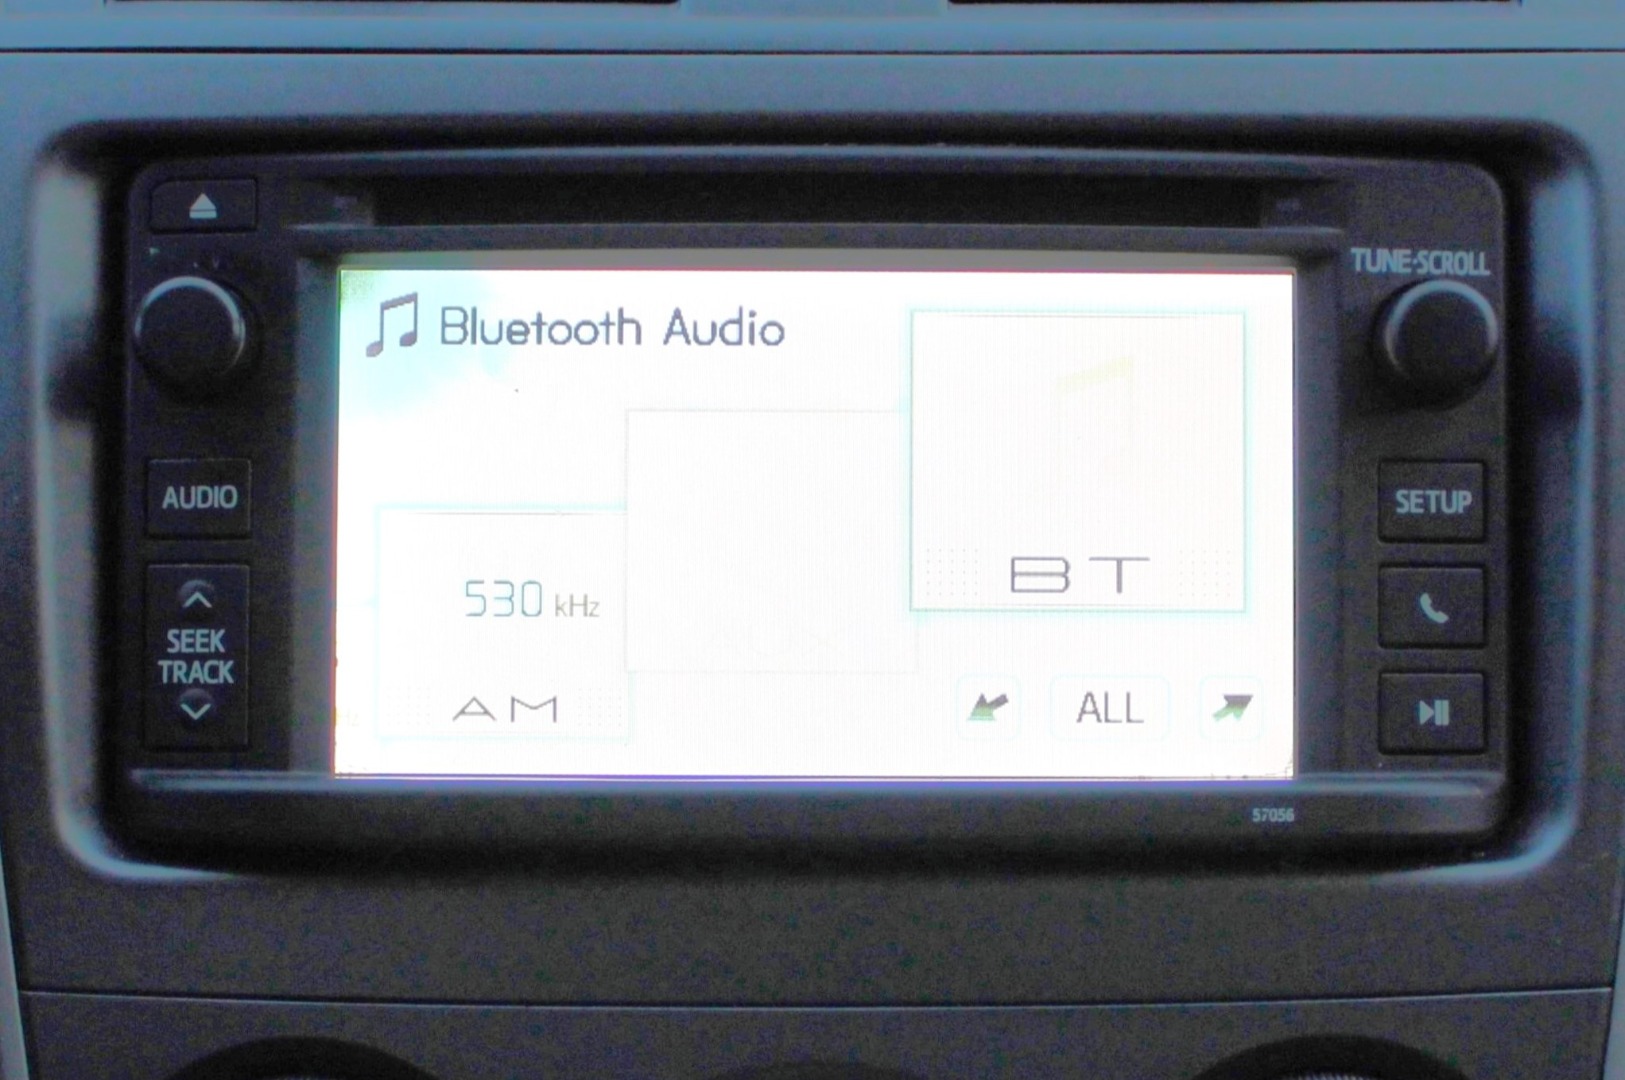 TUNE·SCROLL
Bluetooth Audio
AUDIO
SETUP
530 kHz
BT
SEEK
TRACK
AM
ALL
57056